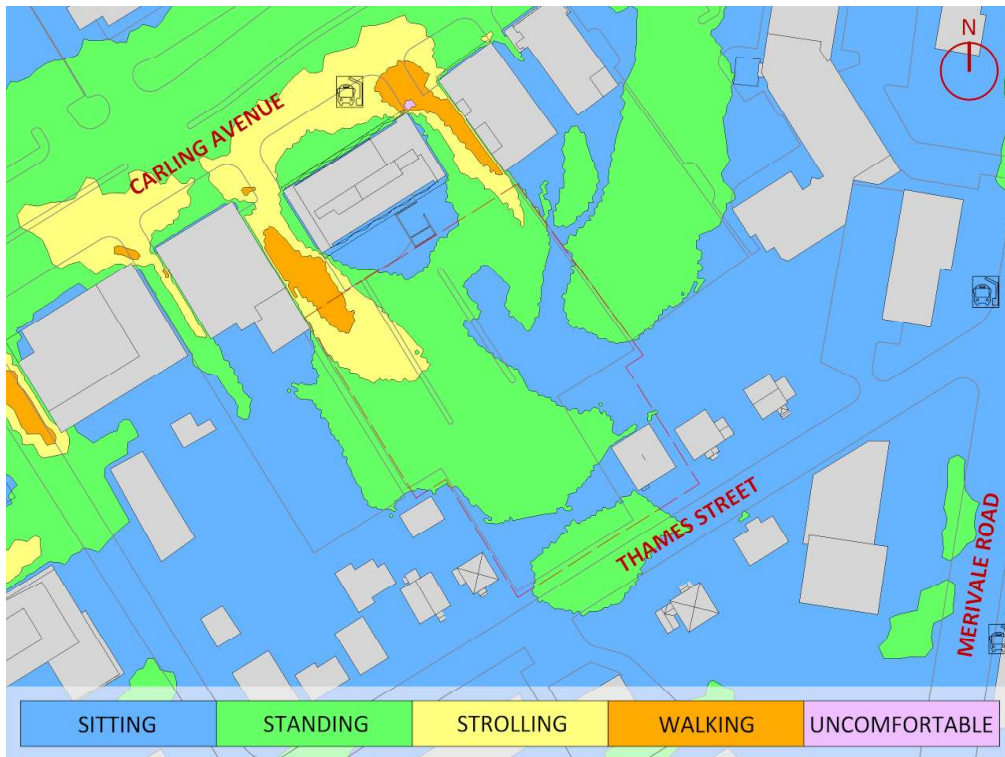 N
CARLING AVENUE
THAMES STREET
MERIVALE ROAD
SITTING STANDING STROLLING WALKING UNCOMFORTABLE